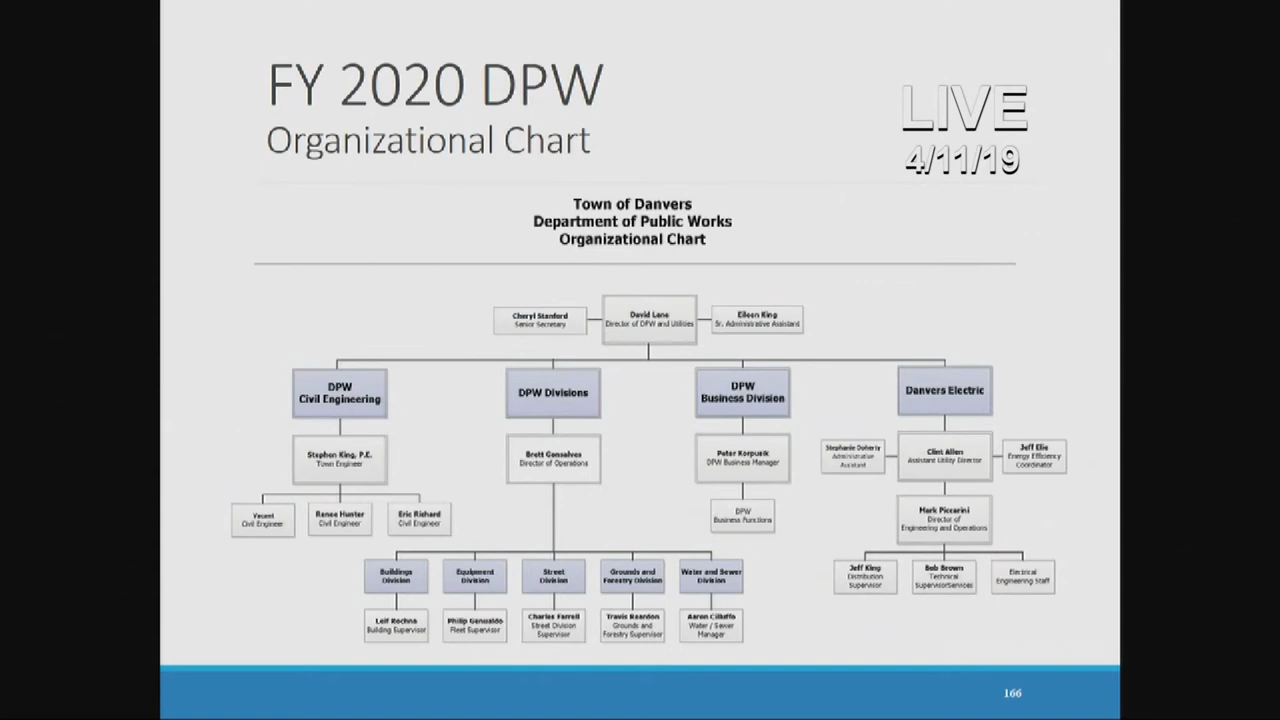 FY 2020 DPW
Organizational Chart
LIVE
4/11/19
Town of Danvers
Department of Public Works
Organizational Chart
Cheryl Stanford
Senior Secretary
David Lane
Director of DPW and Utilities
Eileen King
Sr. Administrative Assistant
DPW
Civil Engineering
DPW Divisions
DPW
Business Division
Danvers Electric
Stephen King, P.E.
Town Engineer
Brett Gonsalves
Director of Operations
Peter Korpusik
DPW Business Manager
Stephanie Doherty
Administrative
Assistant
Clint Allen
Assistant Utility Director
Jeff Elie
Energy Efficiency
Coordinator
Vacant
Civil Engineer
Renee Hunter
Civil Engineer
Eric Richard
Civil Engineer
DPW
Business Functions
Mark Piccarini
Director of
Engineering and Operations
Buildings
Division
Equipment
Division
Street
Division
Grounds and
Forestry Division
Water and Sewer
Division
Jeff King
Distribution
Supervisor
Bob Brown
Technical
SupervisorServices
Electrical
Engineering Staff
Leif Rochna
Building Supervisor
Philip Genualdo
Fleet Supervisor
Charles Farrell
Street Division
Supervisor
Travis Reardon
Grounds and
Forestry Supervisor
Aaron Cilluffo
Water / Sewer
Manager
166